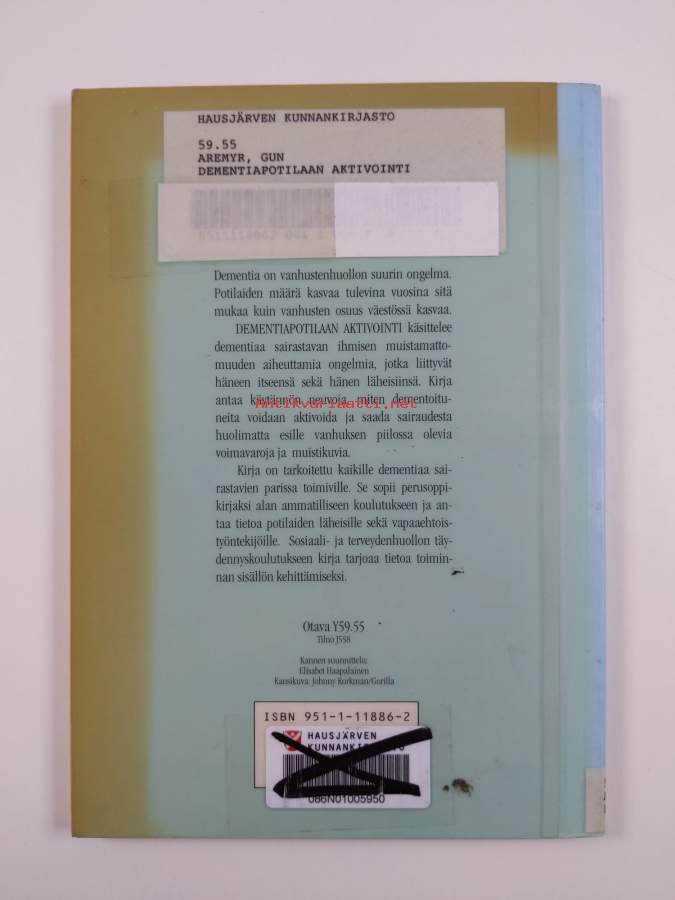 HAUSJÄRVEN KUNNANKIRJASTO
59.55
AREMYR, GUN
DEMENTIAPOTILAAN AKTIVOINTI
Dementia on vanhustenhuollon suurin ongelma.
Potilaiden määrä kasvaa tulevina vuosina sitä
mukaa kuin vanhusten osuus väestössä kasvaa.
DEMENTIAPOTILAAN AKTIVOINTI käsittelee
dementiaa sairastavan ihmisen muistamatto-
muuden aiheuttamia ongelmia, jotka liittyvät
häneen itseensä sekä hänen läheisiinsä. Kirja
antaa käytännön neuvoja, miten dementoitu-
Antikvariaatti.net
neita voidaan aktivoida ja saada sairaudesta
huolimatta esille vanhuksen piilossa olevia
voimavaroja ja muistikuvia.
Kirja on tarkoitettu kaikille dementiaa sai-
rastavien parissa toimiville. Se sopii perusoppi-
kirjaksi alan ammatilliseen koulutukseen ja an-
taa tietoa potilaiden läheisille sekä vapaaehtois-
työntekijöille. Sosiaali- ja terveydenhuollon täy-
dennyskoulutukseen kirja tarjoaa tietoa toimin-
nan sisällön kehittämiseksi.
Otava Y59.55
Tilno J558
Kannen suunnittelu:
Elisabet Haapalainen
Kansikuva: Johnny Korkman/Gorilla
ISBN 951-1-11886-2
HAUSJÄRVEN
KUNNANKIRJASTO
086N01005950